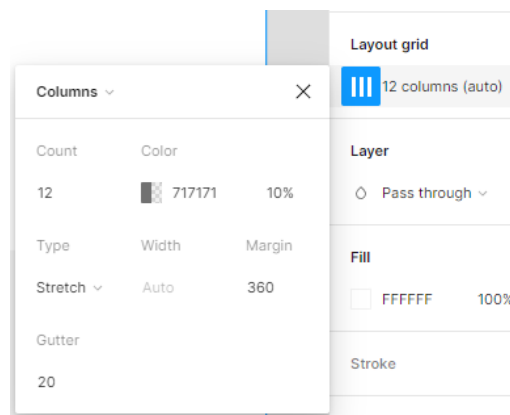 Layout grid
12 columns (auto)
Columns
Count Color
12 717171 10%
Type Width Margin
Stretch Auto 360
Gutter
20
Layer
Pass through
Fill
FFFFFF 100%
Stroke